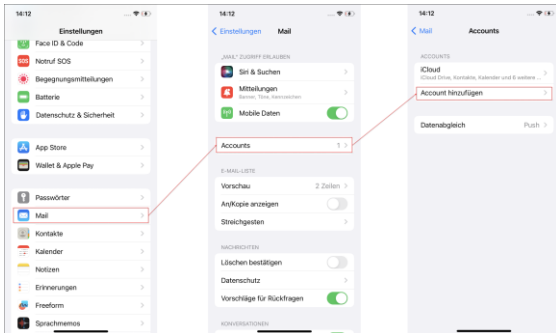 14:12
Einstellungen
Face ID & Code
SOS
Notruf SOS
Begegnungsmitteilungen
Batterie
Datenschutz & Sicherheit
App Store
Wallet & Apple Pay
Passwörter
Mail
Kontakte
Kalender
Notizen
Erinnerungen
Freeform
Sprachmemos
14:12
Einstellungen
Mail
„MAIL“ ZUGRIFF ERLAUBEN
Siri & Suchen
Mitteilungen
Banner, Töne, Kennzeichen
Mobile Daten
Accounts
1
E-MAIL-LISTE
Vorschau
2 Zeilen
An/Kopie anzeigen
Streichgesten
NACHRICHTEN
Löschen bestätigen
Datenschutz
Vorschläge für Rückfragen
KONVERSATIONEN
14:12
Mail
Accounts
ACCOUNTS
iCloud
iCloud Drive, Kontakte, Kalender und 6 weitere ...
Account hinzufügen
Datenabgleich
Push